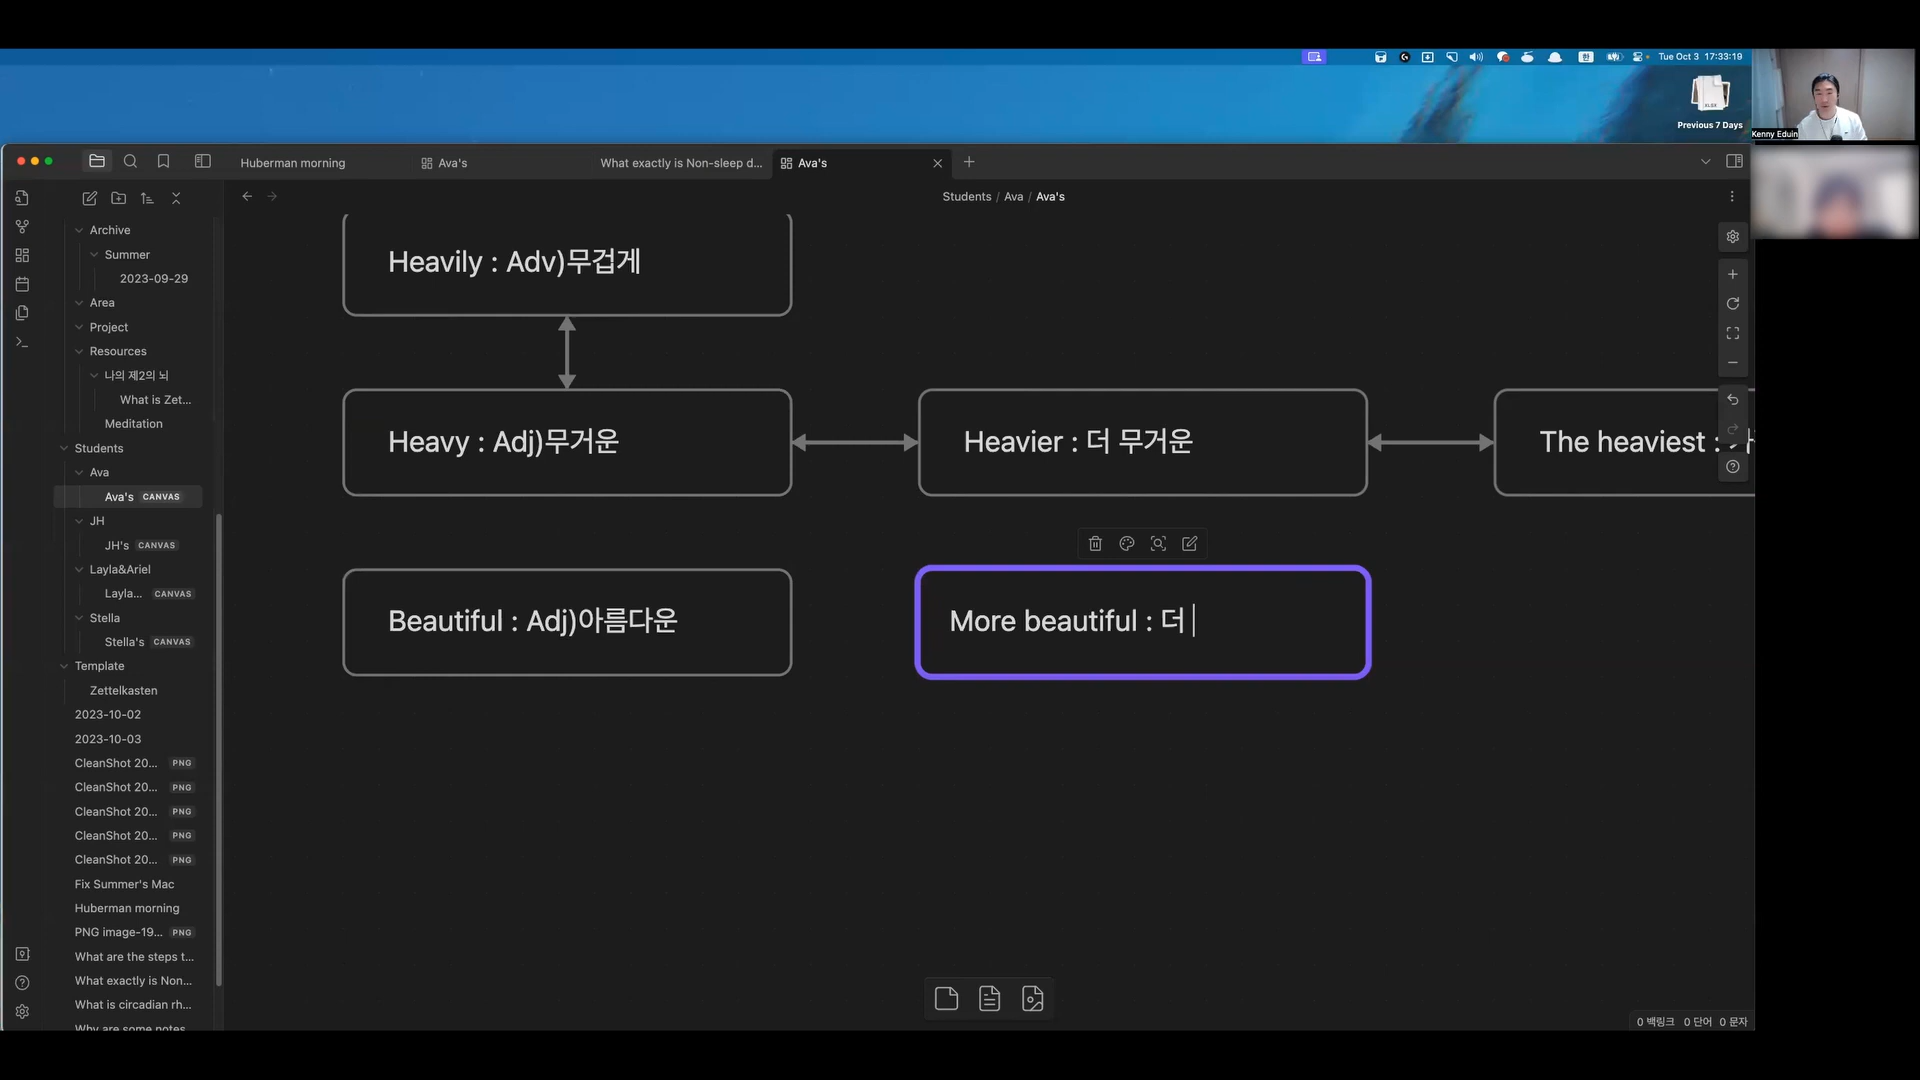 Tue Oct 3 17:33:19
Previous 7 Days
Kenny Eduin
Huberman morning
Ava's
What exactly is Non-sleep d...
Ava's
Students / Ava / Ava's
Archive
Summer
2023-09-29
Area
Project
Resources
나의 제2의 뇌
What is Zet...
Meditation
Students
Ava
Ava's CANVAS
JH
JH's CANVAS
Layla&Ariel
Layla... CANVAS
Stella
Stella's CANVAS
Template
Zettelkasten
2023-10-02
2023-10-03
CleanShot 20... PNG
CleanShot 20... PNG
CleanShot 20... PNG
CleanShot 20... PNG
CleanShot 20... PNG
Fix Summer's Mac
Huberman morning
PNG image-19... PNG
What are the steps t...
What exactly is Non...
What is circadian rh...
Why are some notes
Heavily : Adv)무겁게
Heavy : Adj)무거운
Heavier : 더 무거운
The heaviest :
Beautiful : Adj)아름다운
More beautiful : 더
0 백링크 0 단어 0 문자